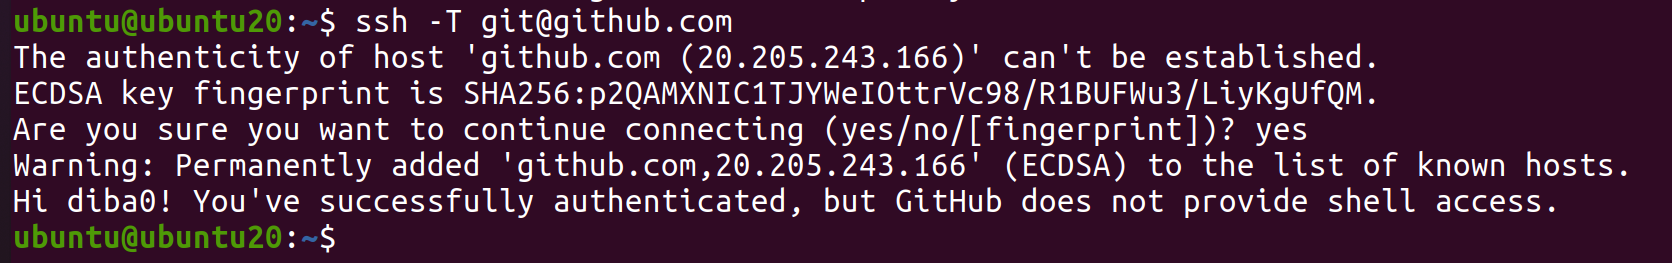 ubuntu@ubuntu20:~$ ssh -T git@github.com
The authenticity of host 'github.com (20.205.243.166)' can't be established.
ECDSA key fingerprint is SHA256:p2QAMXNIC1TJYWeIOttrVc98/R1BUFWu3/LiyKgUfQM.
Are you sure you want to continue connecting (yes/no/[fingerprint])? yes
Warning: Permanently added 'github.com,20.205.243.166' (ECDSA) to the list of known hosts.
Hi diba0! You've successfully authenticated, but GitHub does not provide shell access.
ubuntu@ubuntu20:~$